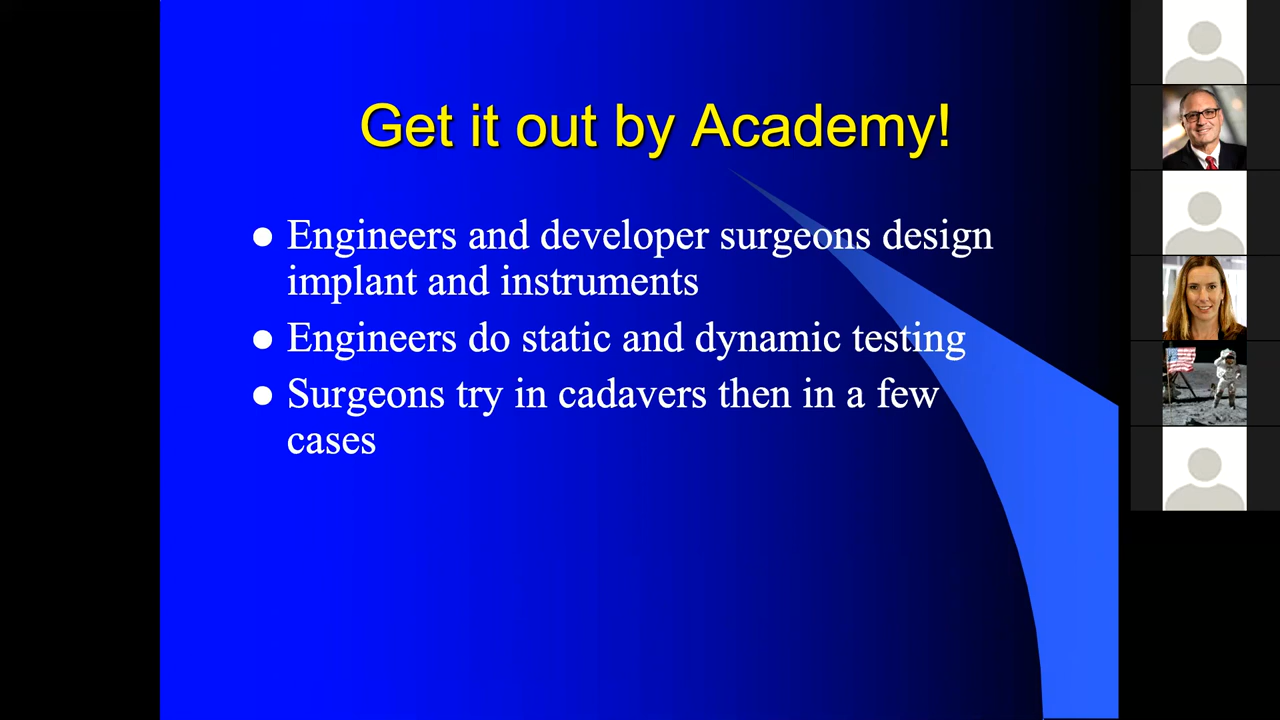 Get it out by Academy!
Engineers and developer surgeons design
implant and instruments
Engineers do static and dynamic testing
Surgeons try in cadavers then in a few
cases